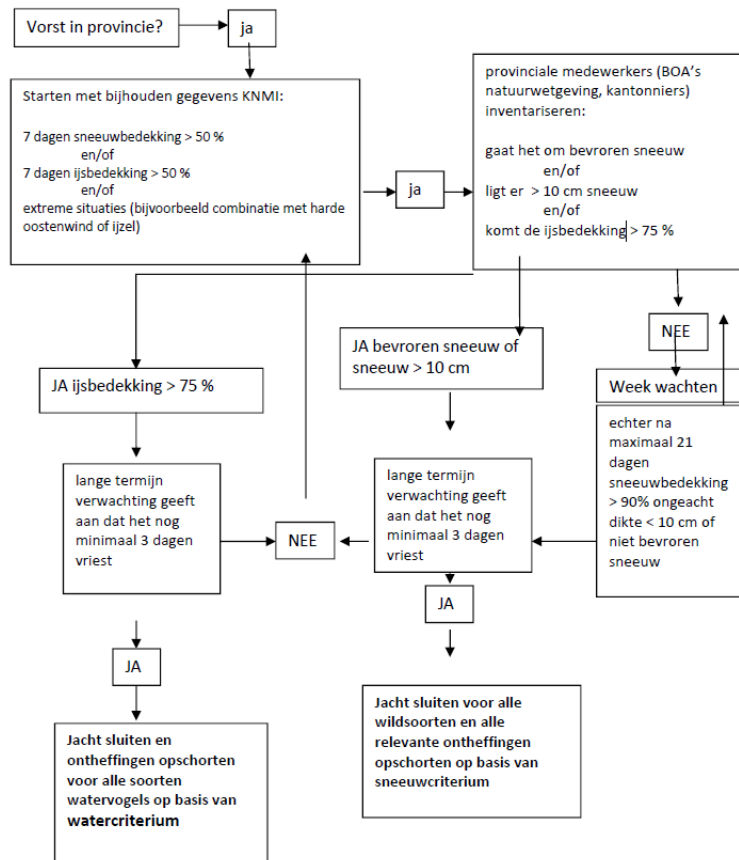 Vorst in provincie?
ja
Starten met bijhouden gegevens KNMI:
7 dagen sneeuwbedekking > 50 %
en/of
7 dagen ijsbedekking > 50 %
en/of
extreme situaties (bijvoorbeeld combinatie met harde
oostenwind of ijzel)
ja
provinciale medewerkers (BOA's
natuurwetgeving, kantonniers)
inventariseren:
gaat het om bevroren sneeuw
en/of
ligt er > 10 cm sneeuw
en/of
komt de ijsbedekking > 75 %
NEE
JA bevroren sneeuw of
sneeuw > 10 cm
JA ijsbedekking > 75 %
Week wachten
echter na
maximaal 21
dagen
sneeuwbedekking
> 90% ongeacht
dikte < 10 cm of
niet bevroren
sneeuw
lange termijn
verwachting geeft
aan dat het nog
minimaal 3 dagen
vriest
NEE
lange termijn
verwachting geeft
aan dat het nog
minimaal 3 dagen
vriest
JA
JA
Jacht sluiten voor alle
wildsoorten en alle
relevante ontheffingen
opschorten op basis van
sneeuwcriterium
Jacht sluiten en
ontheffingen opschorten
voor alle soorten
watervogels op basis van
watercriterium